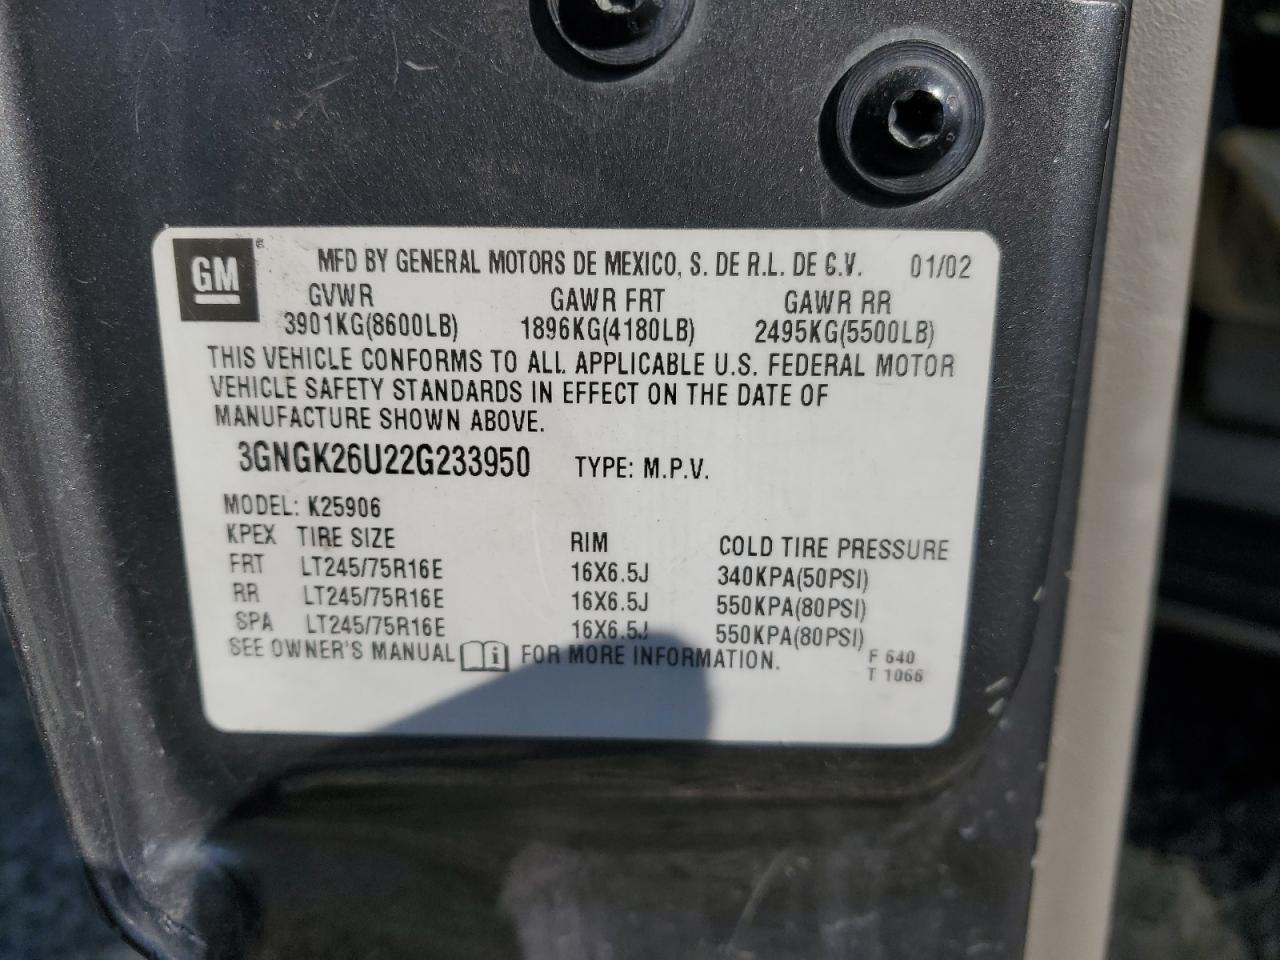 GM ® MFD BY GENERAL MOTORS DE MEXICO, S. DE R.L. DE C.V. 01/02
GVWR GAWR FRT GAWR RR
3901KG(8600LB) 1896KG(4180LB) 2495KG(5500LB)
THIS VEHICLE CONFORMS TO ALL APPLICABLE U.S. FEDERAL MOTOR
VEHICLE SAFETY STANDARDS IN EFFECT ON THE DATE OF
MANUFACTURE SHOWN ABOVE.
3GNGK26U22G233950 TYPE: M.P.V.
MODEL: K25906
KPEX TIRE SIZE RIM COLD TIRE PRESSURE
FRT LT245/75R16E 16X6.5J 340KPA(50PSI)
RR LT245/75R16E 16X6.5J 550KPA(80PSI)
SPA LT245/75R16E 16X6.5J 550KPA(80PSI)
SEE OWNER'S MANUAL i FOR MORE INFORMATION. F 640
T 1066